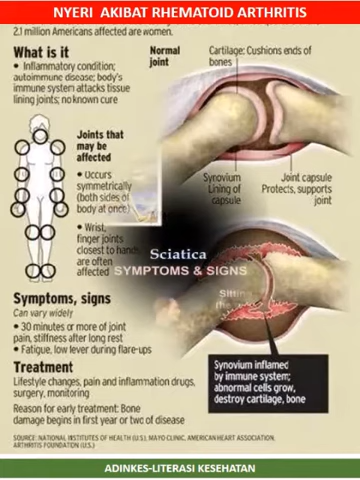 NYERI AKIBAT RHEMATOID ARTHRITIS
2.1 million Americans affected are women.
What is it
• Inflammatory condition;
autoimmune disease; body's
immune system attacks tissue
lining joints; no known cure
Normal
joint
Cartilage: Cushions ends of
bones
Joints that
may be
affected
• Occurs
symmetrically
(both sides of
body at once)
• Wrist,
finger joints
closest to hand
are often
affected
Synovium
Lining of
capsule
Joint capsule
Protects, supports
joint
Sciatica
SYMPTOMS & SIGNS
Symptoms, signs
Can vary widely
• 30 minutes or more of joint
pain, stiffness after long rest
• Fatigue, low fever during flare-ups
Treatment
Lifestyle changes, pain and inflammation drugs,
surgery, monitoring
Reason for early treatment: Bone
damage begins in first year or two of disease
Synovium inflamed
by immune system;
abnormal cells grow,
destroy cartilage, bone
SOURCE: NATIONAL INSTITUTES OF HEALTH (U.S.), MAYO CLINIC, AMERICAN HEART ASSOCIATION,
ARTHRITIS FOUNDATION (U.S.)
ADINKES-LITERASI KESEHATAN